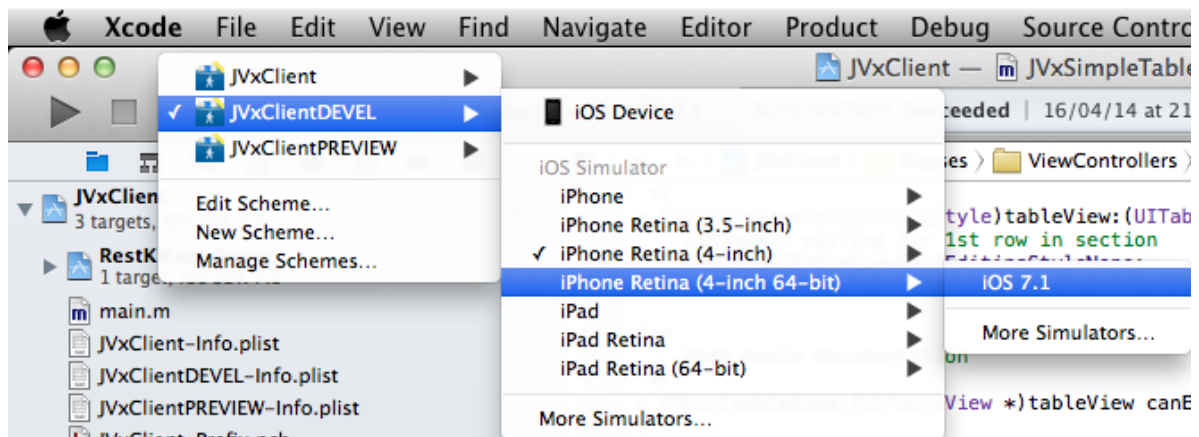 Xcode File Edit View Find Navigate Editor Product Debug Source Contro
JVxClient — m JVxSimpleTable
JVxClient
JVxClientDEVEL
JVxClientPREVIEW
Edit Scheme...
New Scheme...
Manage Schemes...
iOS Device
iOS Simulator
iPhone
iPhone Retina (3.5-inch)
✓ iPhone Retina (4-inch)
iPhone Retina (4-inch 64-bit)
iPad
iPad Retina
iPad Retina (64-bit)
More Simulators...
iOS 7.1
More Simulators...
ceeded | 16/04/14 at 21
ses ViewControllers
tyle)tableView:(UITab
1st row in section
View *)tableView canE
JVxClien
3 targets,
RestK
1 target,
m main.m
JVxClient-Info.plist
JVxClientDEVEL-Info.plist
JVxClientPREVIEW-Info.plist